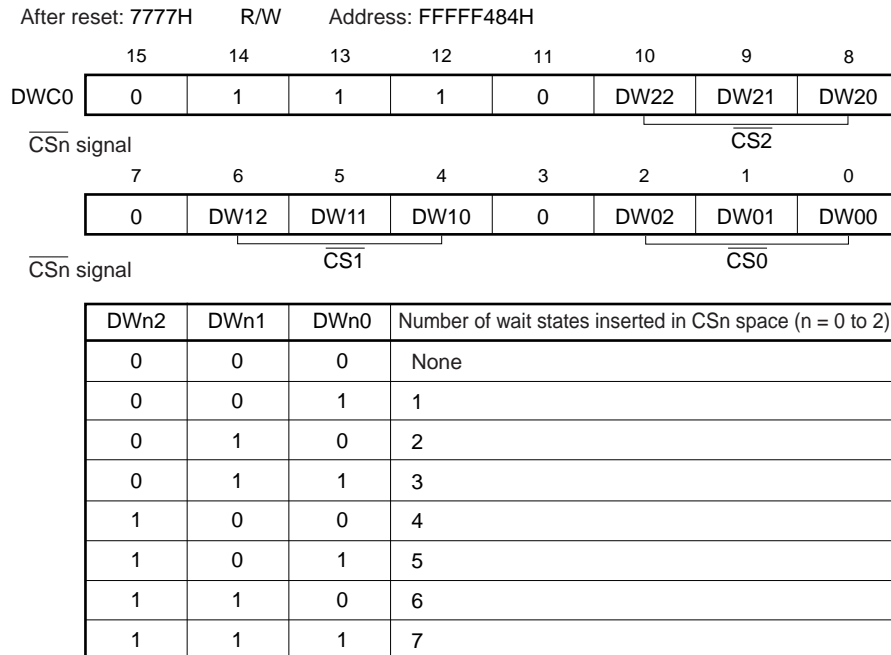 After reset: 7777H R/W Address: FFFFF484H
15 14 13 12 11 10 9 8
DWC0 0 1 1 1 0 DW22 DW21 DW20
CSn signal CS2
7 6 5 4 3 2 1 0
0 DW12 DW11 DW10 0 DW02 DW01 DW00
CSn signal CS1 CS0
DWn2 DWn1 DWn0 Number of wait states inserted in CSn space (n = 0 to 2)
0 0 0 None
0 0 1 1
0 1 0 2
0 1 1 3
1 0 0 4
1 0 1 5
1 1 0 6
1 1 1 7